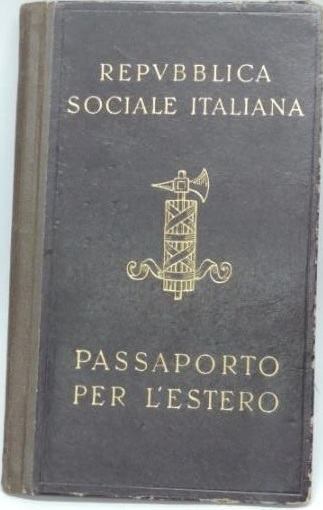 REPVBBLICA
SOCIALE ITALIANA
PASSAPORTO
PER L'ESTERO